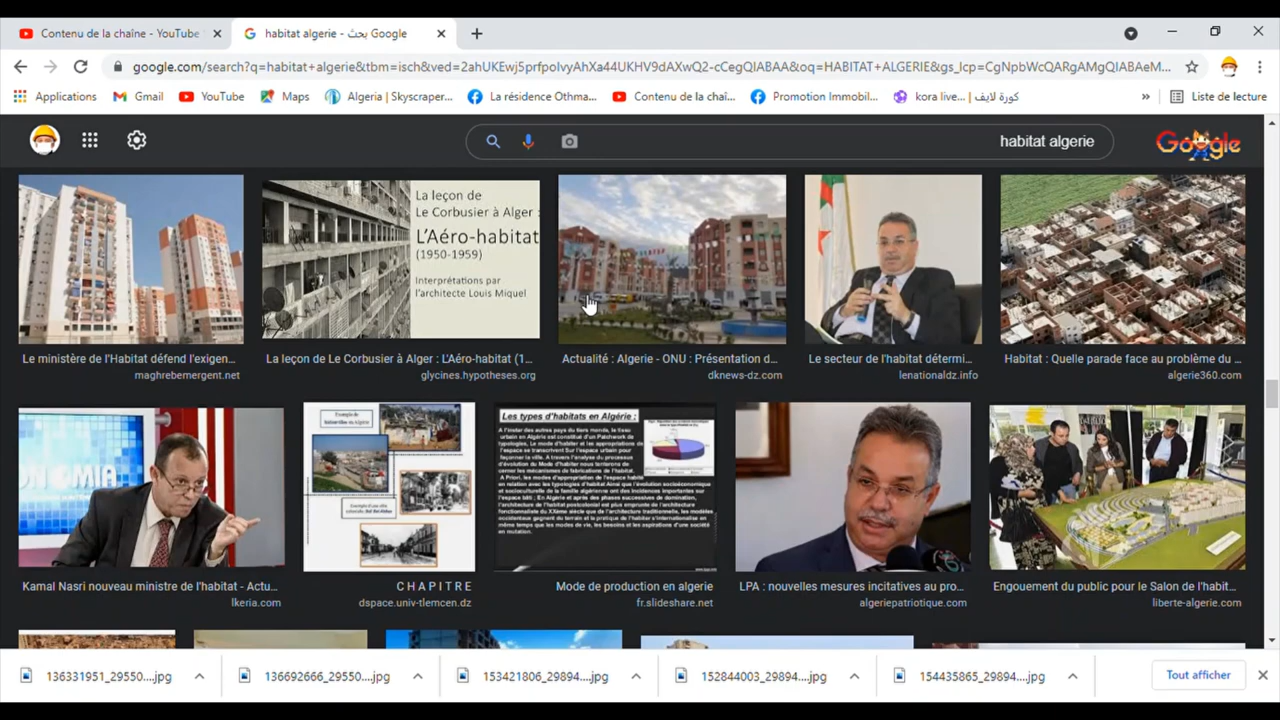 Contenu de la chaîne - YouTube
habitat algerie - بحث Google
google.com/search?q=habitat+algerie&tbm=isch&ved=2ahUKEwj5prfpolvyAhXa44UKHV9dAXwQ2-cCegQIABAA&oq=HABITAT+ALGERIE&gs_lcp=CgNpbWcQARgAMgQIABAeM...
Applications
Gmail
YouTube
Maps
Algeria | Skyscraper...
La résidence Othma...
Contenu de la chaî...
Promotion Immobil...
kora live... | كورة لايف
»
Liste de lecture
habitat algerie
Google
La leçon de
Le Corbusier à Alger :
L'Aéro-habitat
(1950-1959)
Interprétations par
l'architecte Louis Miquel
Le ministère de l'Habitat défend l'exigen...
maghrebemergent.net
La leçon de Le Corbusier à Alger : L'Aéro-habitat (1...
glycines.hypotheses.org
Actualité : Algerie - ONU : Présentation d...
dknews-dz.com
Le secteur de l'habitat détermi...
lenationaldz.info
Habitat : Quelle parade face au problème du ...
algerie360.com
ONOMIA
Les types d'habitats en Algérie :
Kamal Nasri nouveau ministre de l'habitat - Actu...
lkeria.com
C H A P I T R E
dspace.univ-tlemcen.dz
Mode de production en algerie
fr.slideshare.net
LPA : nouvelles mesures incitatives au pro...
algeriepatriotique.com
Engouement du public pour le Salon de l'habit...
liberte-algerie.com
136331951_29550....jpg
136692666_29550....jpg
153421806_29894....jpg
152844003_29894....jpg
154435865_29894....jpg
Tout afficher